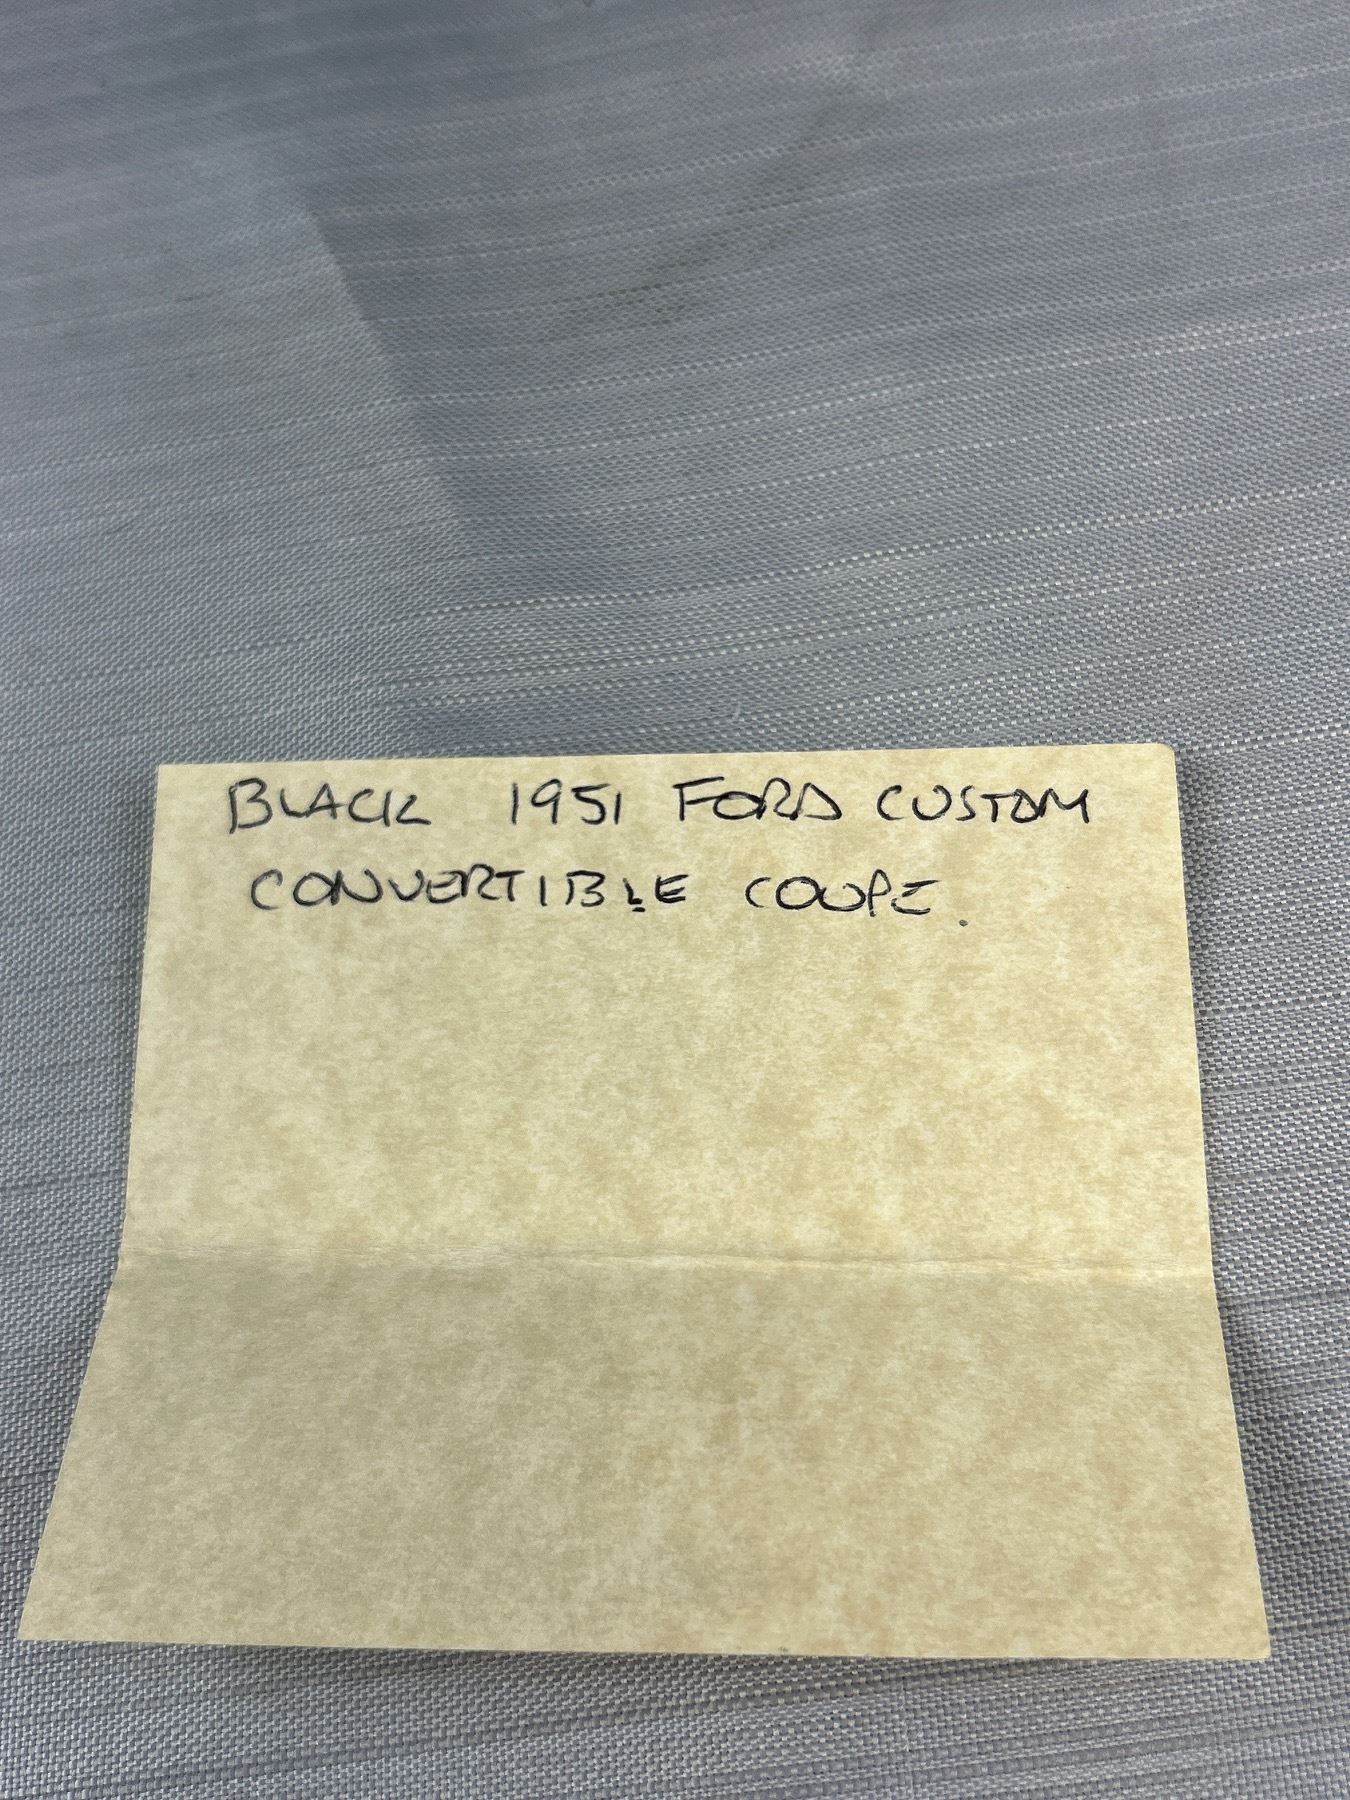 BLACK 1951 FORD CUSTOM
CONVERTIBLE COUPE.